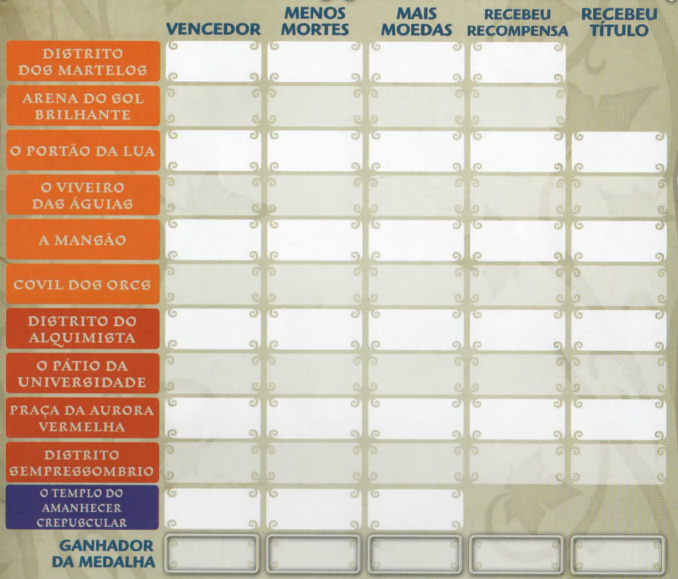 VENCEDOR
MENOS
MORTES
MAIS
MOEDAS
RECEBEU
RECOMPENSA
RECEBEU
TÍTULO
DISTRITO
DOS MARTELOS
ARENA DO SOL
BRILHANTE
O PORTÃO DA LUA
O VIVEIRO
DAS ÁGUIAS
A MANSÃO
COVIL DOS ORCS
DISTRITO DO
ALQUIMISTA
O PÁTIO DA
UNIVERSIDADE
PRAÇA DA AURORA
VERMELHA
DISTRITO
SEMPRESSOMBRIO
O TEMPLO DO
AMANHECER
CREPUSCULAR
GANHADOR
DA MEDALHA